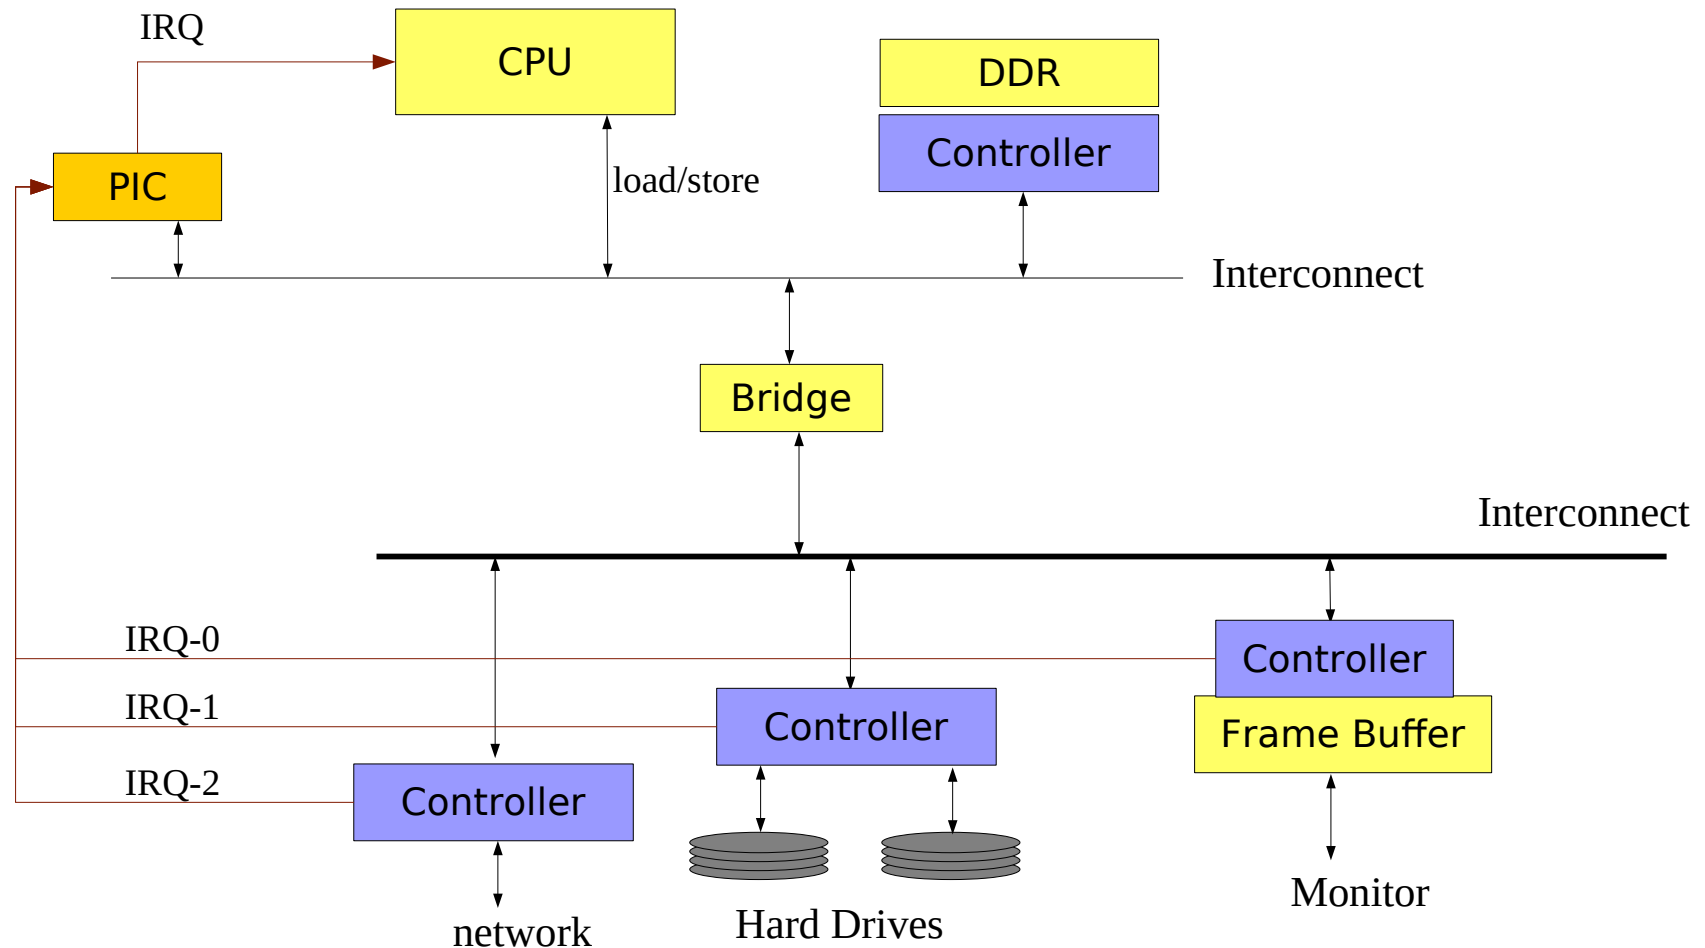 IRQ
CPU
DDR
Controller
PIC
load/store
Interconnect
Bridge
Interconnect
IRQ-0
Controller
IRQ-1
Controller
Frame Buffer
IRQ-2
Controller
Monitor
Hard Drives
network